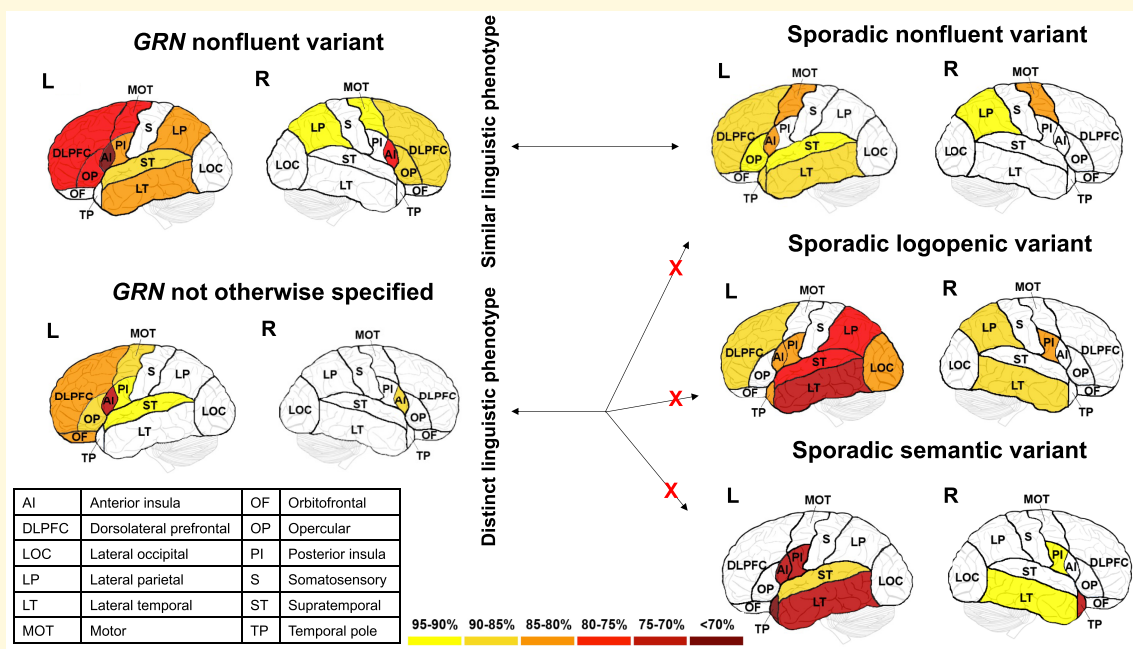 GRN nonfluent variant
L
R
MOT
MOT
DLPFC
AI
PI
S
LP
OP
ST
LT
LOC
OF
TP
LP
S
PI
AI
DLPFC
LOC
ST
OP
LT
OF
TP
Similar linguistic phenotype
Sporadic nonfluent variant
L
R
MOT
MOT
DLPFC
AI
PI
S
LP
OP
ST
LT
LOC
OF
TP
LP
S
PI
AI
DLPFC
LOC
ST
OP
LT
OF
TP
GRN not otherwise specified
L
R
MOT
MOT
DLPFC
AI
PI
S
LP
OP
ST
LT
LOC
OF
TP
LP
S
PI
AI
DLPFC
LOC
ST
OP
LT
OF
TP
Distinct linguistic phenotype
X
X
X
Sporadic logopenic variant
L
R
MOT
MOT
DLPFC
AI
PI
S
LP
OP
ST
LT
LOC
OF
TP
LP
S
PI
AI
DLPFC
LOC
ST
OP
LT
OF
TP
Sporadic semantic variant
L
R
MOT
MOT
DLPFC
AI
PI
S
LP
OP
ST
LT
LOC
OF
TP
LP
S
PI
AI
DLPFC
LOC
ST
OP
LT
OF
TP
AI Anterior insula OF Orbitofrontal
DLPFC Dorsolateral prefrontal OP Opercular
LOC Lateral occipital PI Posterior insula
LP Lateral parietal S Somatosensory
LT Lateral temporal ST Supratemporal
MOT Motor TP Temporal pole
95-90% 90-85% 85-80% 80-75% 75-70% <70%